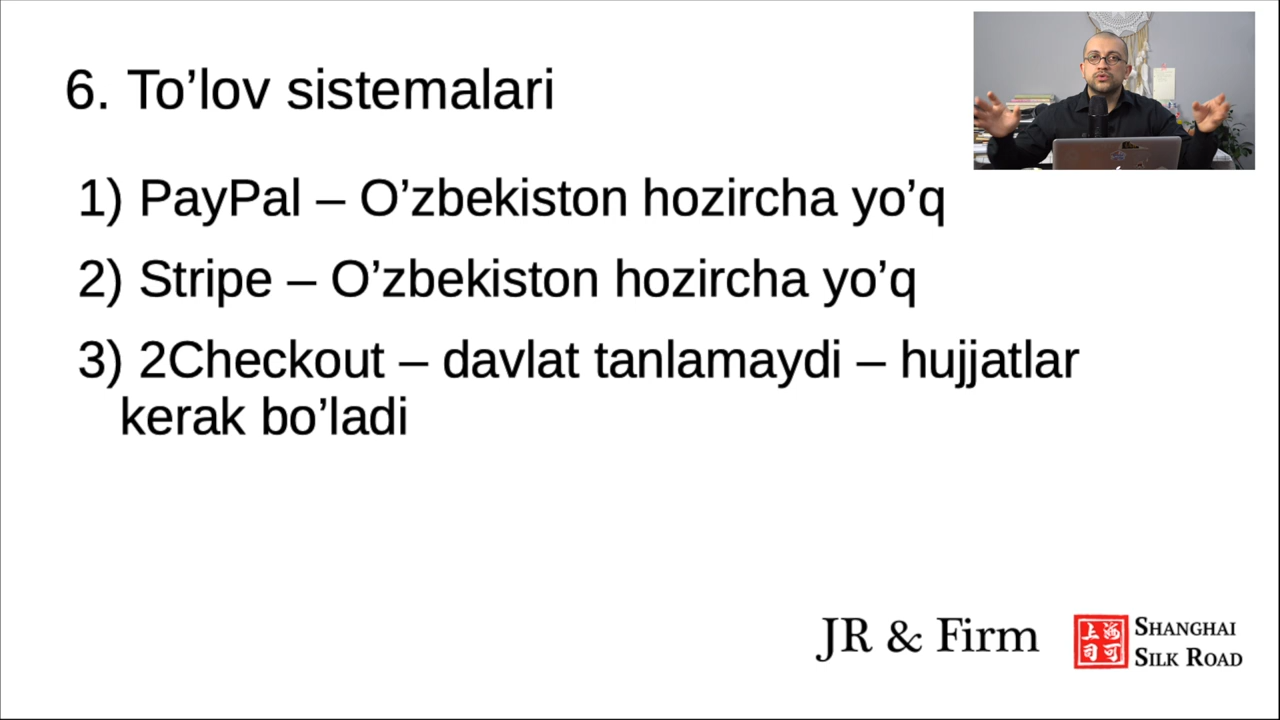 6. To’lov sistemalari
1) PayPal – O’zbekiston hozircha yo’q
2) Stripe – O’zbekiston hozircha yo’q
3) 2Checkout – davlat tanlamaydi – hujjatlar
kerak bo’ladi
JR & Firm
SHANGHAI
SILK ROAD